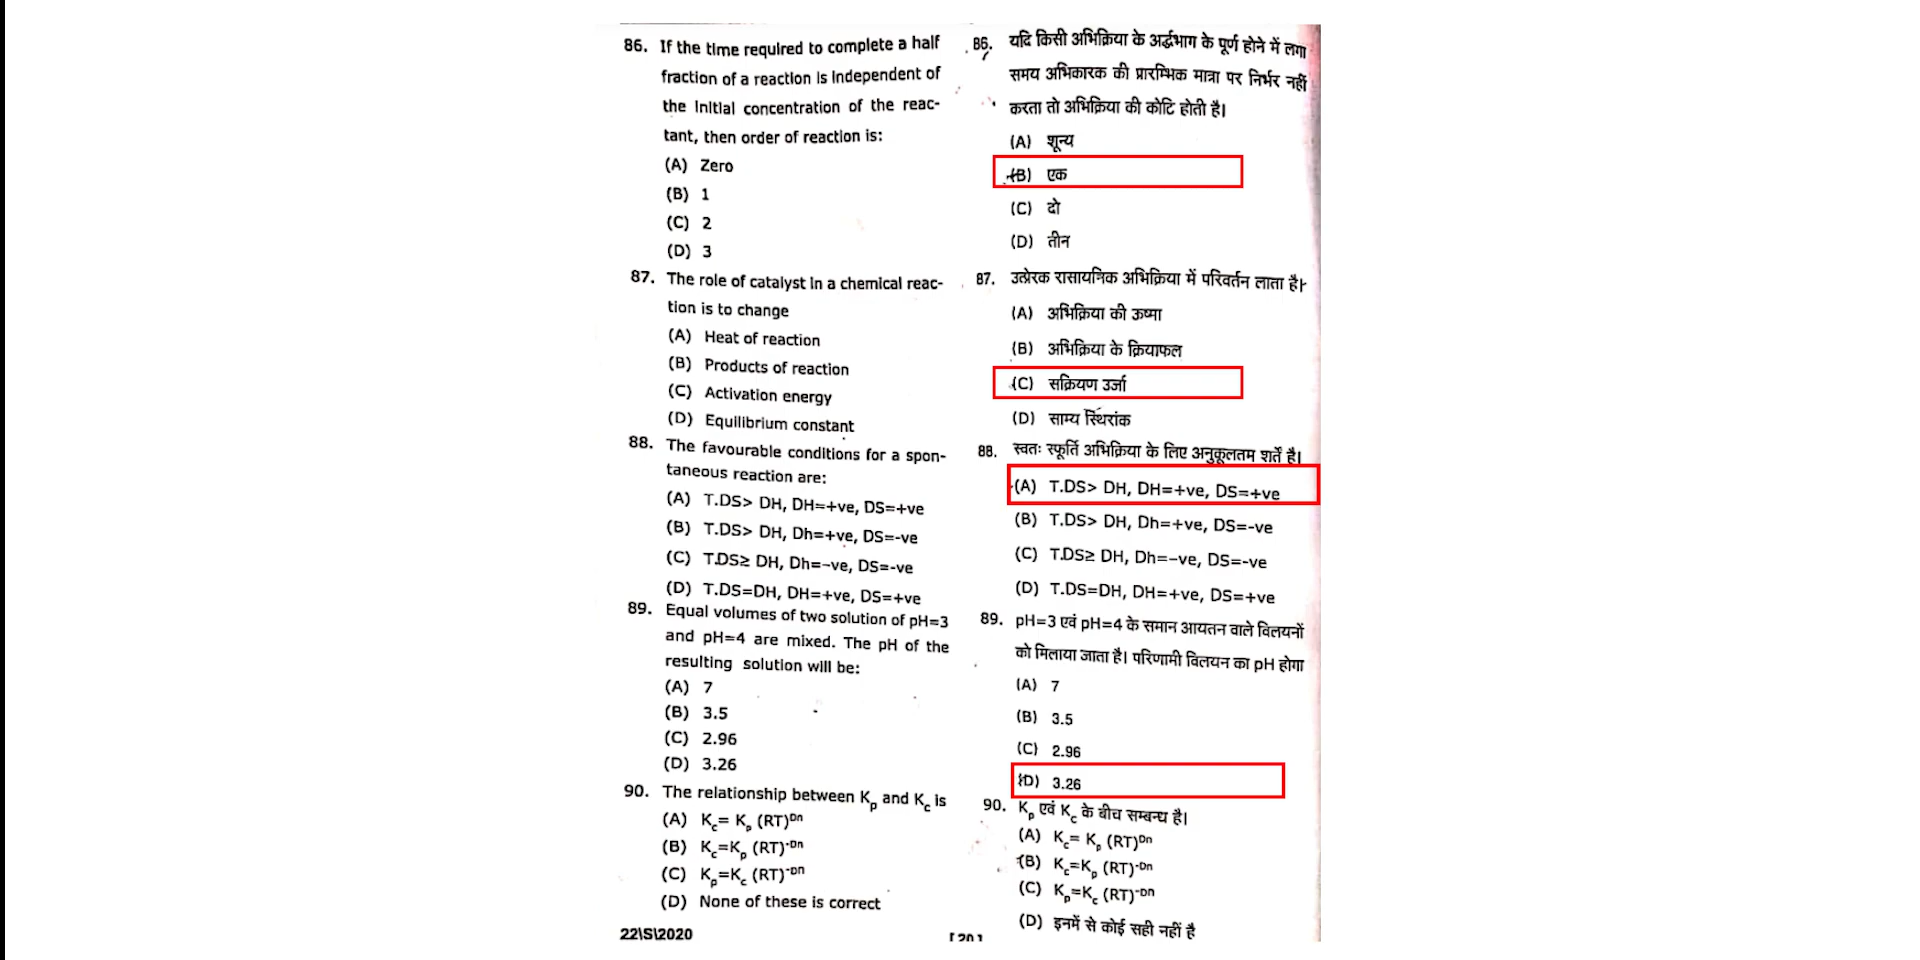 86. If the time required to complete a half
fraction of a reaction is independent of
the initial concentration of the reac-
tant, then order of reaction is:
(A) Zero
(B) 1
(C) 2
(D) 3
87. The role of catalyst in a chemical reac-
tion is to change
(A) Heat of reaction
(B) Products of reaction
(C) Activation energy
(D) Equilibrium constant
88. The favourable conditions for a spon-
taneous reaction are:
(A) T.DS> DH, DH=+ve, DS=+ve
(B) T.DS> DH, Dh=+ve, DS=-ve
(C) T.DS≥ DH, Dh=-ve, DS=-ve
(D) T.DS=DH, DH=+ve, DS=+ve
89. Equal volumes of two solution of pH=3
and pH=4 are mixed. The pH of the
resulting solution will be:
(A) 7
(B) 3.5
(C) 2.96
(D) 3.26
90. The relationship between Kp and Kc is
(A) Kc= Kp (RT)Dn
(B) Kc=Kp (RT)-Dn
(C) Kp=Kc (RT)-Dn
(D) None of these is correct
22\S\2020
86. यदि किसी अभिक्रिया के अर्द्धभाग के पूर्ण होने में लगा
समय अभिकारक की प्रारम्भिक मात्रा पर निर्भर नहीं
करता तो अभिक्रिया की कोटि होती है।
(A) शून्य
(B) एक
(C) दो
(D) तीन
87. उत्प्रेरक रासायनिक अभिक्रिया में परिवर्तन लाता है।
(A) अभिक्रिया की ऊष्मा
(B) अभिक्रिया के क्रियाफल
(C) सक्रियण उर्जा
(D) साम्य स्थिरांक
88. स्वतः स्फूर्ति अभिक्रिया के लिए अनुकूलतम शर्तें है।
(A) T.DS> DH, DH=+ve, DS=+ve
(B) T.DS> DH, Dh=+ve, DS=-ve
(C) T.DS≥ DH, Dh=-ve, DS=-ve
(D) T.DS=DH, DH=+ve, DS=+ve
89. pH=3 एवं pH=4 के समान आयतन वाले विलयनों
को मिलाया जाता है। परिणामी विलयन का pH होगा
(A) 7
(B) 3.5
(C) 2.96
(D) 3.26
90. Kp एवं Kc के बीच सम्बन्ध है।
(A) Kc= Kp (RT)Dn
(B) Kc=Kp (RT)-Dn
(C) Kp=Kc (RT)-Dn
(D) इनमें से कोई सही नहीं है
[ 20 ]